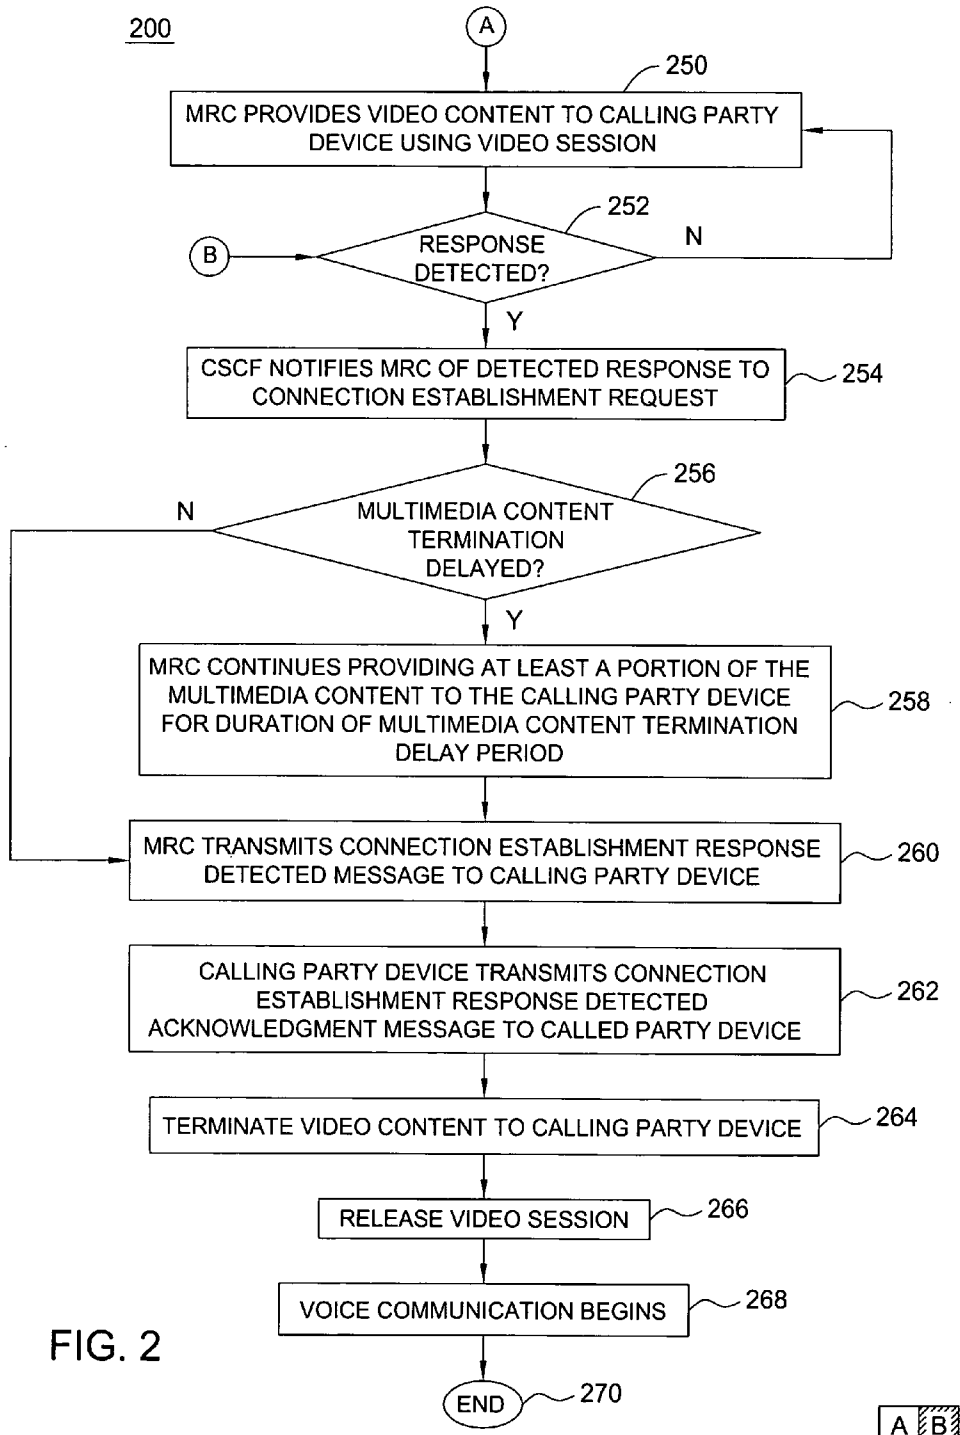 200
A
250
MRC PROVIDES VIDEO CONTENT TO CALLING PARTY
DEVICE USING VIDEO SESSION
252
B
RESPONSE
DETECTED?
N
Y
CSCF NOTIFIES MRC OF DETECTED RESPONSE TO
CONNECTION ESTABLISHMENT REQUEST
254
256
N
MULTIMEDIA CONTENT
TERMINATION
DELAYED?
Y
MRC CONTINUES PROVIDING AT LEAST A PORTION OF THE
MULTIMEDIA CONTENT TO THE CALLING PARTY DEVICE
FOR DURATION OF MULTIMEDIA CONTENT TERMINATION
DELAY PERIOD
258
MRC TRANSMITS CONNECTION ESTABLISHMENT RESPONSE
DETECTED MESSAGE TO CALLING PARTY DEVICE
260
CALLING PARTY DEVICE TRANSMITS CONNECTION
ESTABLISHMENT RESPONSE DETECTED
ACKNOWLEDGMENT MESSAGE TO CALLED PARTY DEVICE
262
TERMINATE VIDEO CONTENT TO CALLING PARTY DEVICE
264
RELEASE VIDEO SESSION
266
VOICE COMMUNICATION BEGINS
268
FIG. 2
END
270
A B